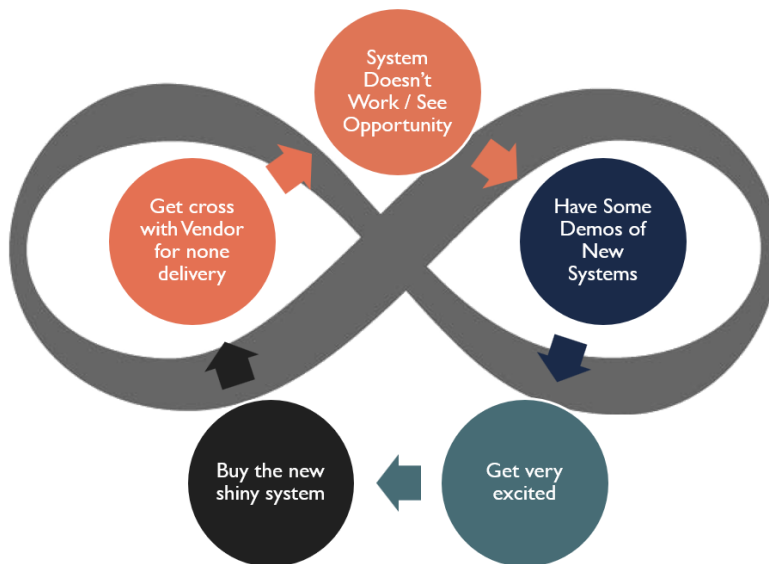 System
Doesn't
Work / See
Opportunity
Have Some
Demos of
New
Systems
Get very
excited
Buy the new
shiny system
Get cross
with Vendor
for none
delivery